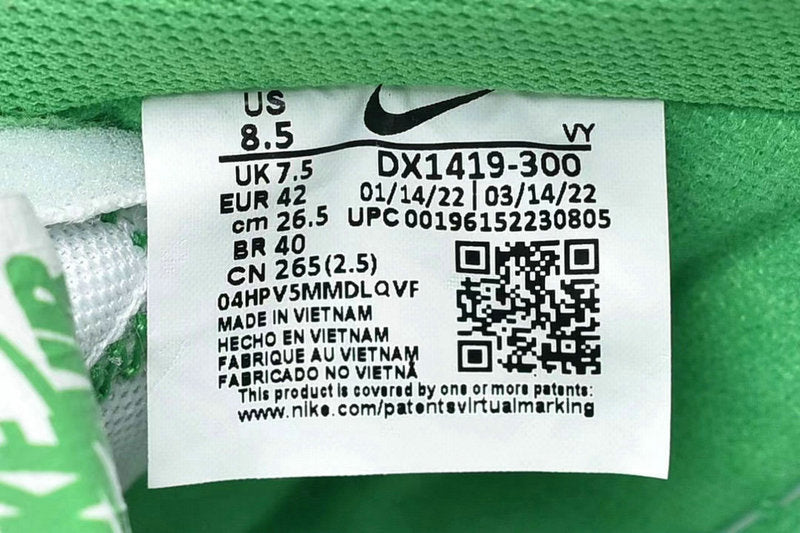 US
8.5
VY
UK 7.5
DX1419-300
EUR 42
01/14/22 | 03/14/22
cm 26.5
UPC 00196152230805
BR 40
CN 265(2.5)
04HPV5MMDLQVF
MADE IN VIETNAM
HECHO EN VIETNAM
FABRIQUE AU VIETNAM
FABRICADO NO VIETNÃ
This product is covered by one or more patents:
www.nike.com/patentsvirtualmarking